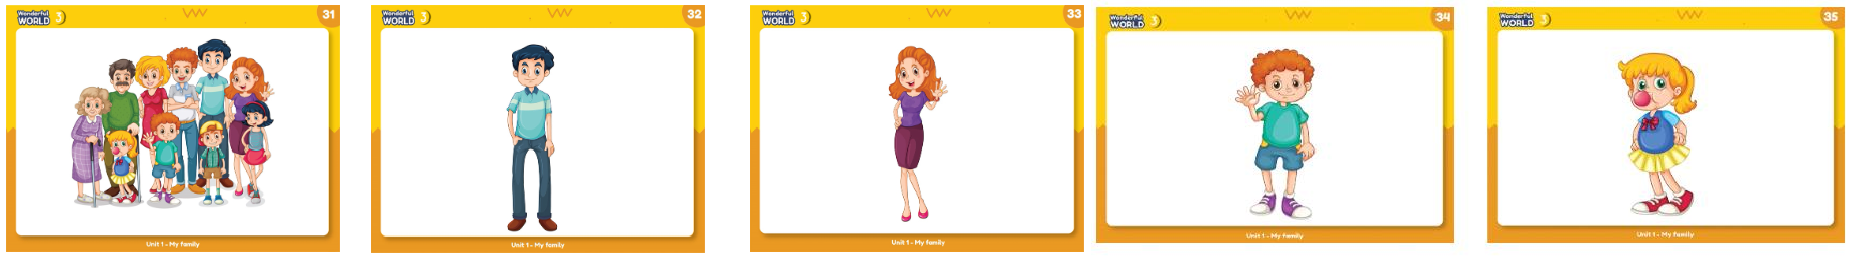 Wonderful
WORLD 3
31
Unit 1 - My family
Wonderful
WORLD 3
32
Unit 1 - My family
Wonderful
WORLD 3
33
Unit 1 - My family
Wonderful
WORLD 3
34
Unit 1 - My family
Wonderful
WORLD 3
35
Unit 1 - My Family